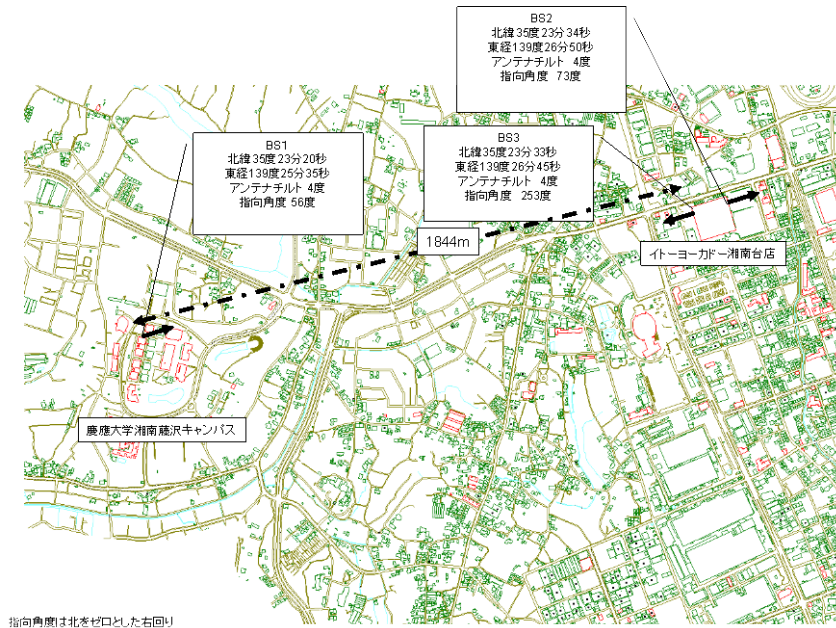 BS2
北緯35度23分34秒
東経139度26分50秒
アンテナチルト 4度
指向角度 73度
BS1
北緯35度23分20秒
東経139度25分35秒
アンテナチルト 4度
指向角度 56度
BS3
北緯35度23分33秒
東経139度26分45秒
アンテナチルト 4度
指向角度 253度
1844m
イトーヨーカドー湘南台店
慶應大学湘南藤沢キャンパス
指向角度は北をゼロとした右回り